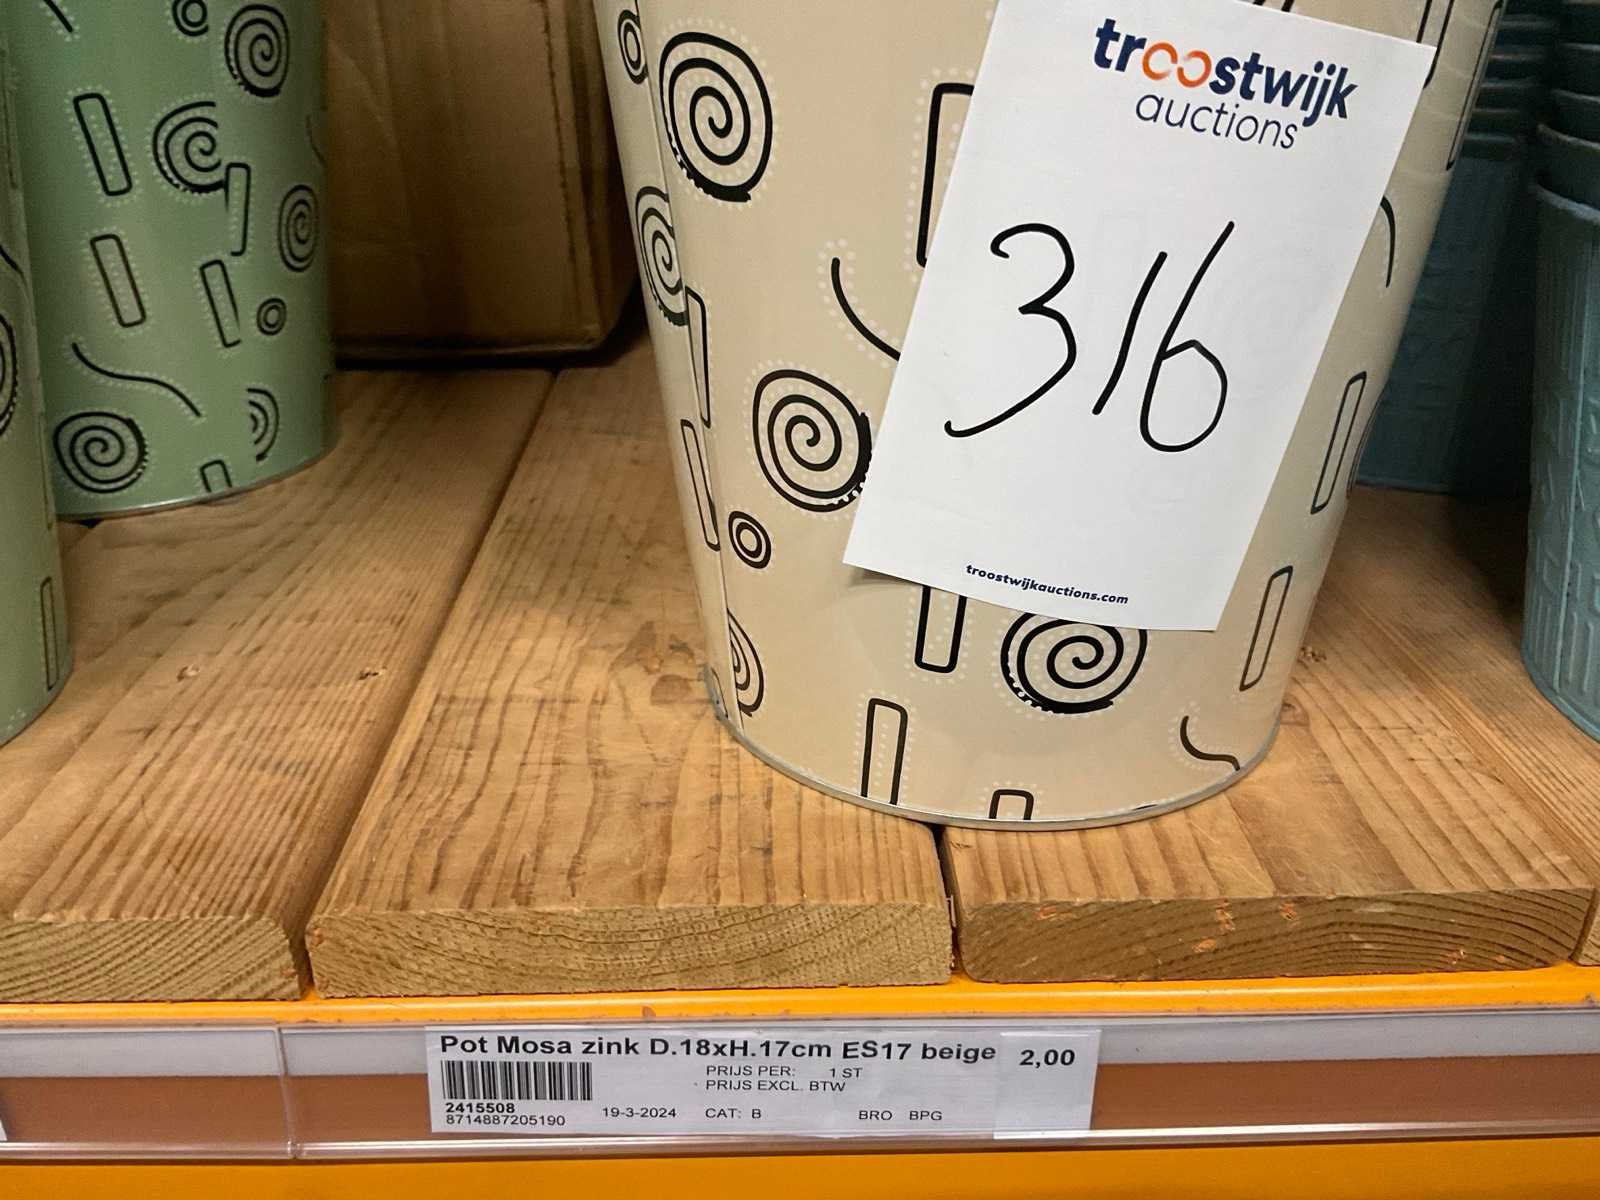 troostwijk
auctions
316
troostwijkauctions.com
Pot Mosa zink D.18xH.17cm ES17 beige 2,00
PRIJS PER: 1 ST
PRIJS EXCL. BTW
2415508 19-3-2024 CAT: B BRO BPG
8714887205190